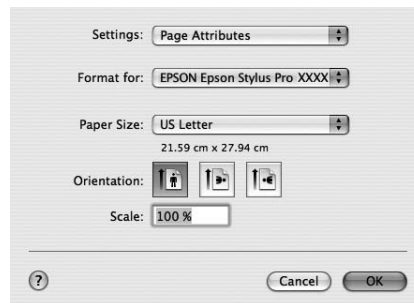 Settings: Page Attributes
Format for: EPSON Epson Stylus Pro XXXX
Paper Size: US Letter
21.59 cm x 27.94 cm
Orientation:
Scale: 100 %
? Cancel OK